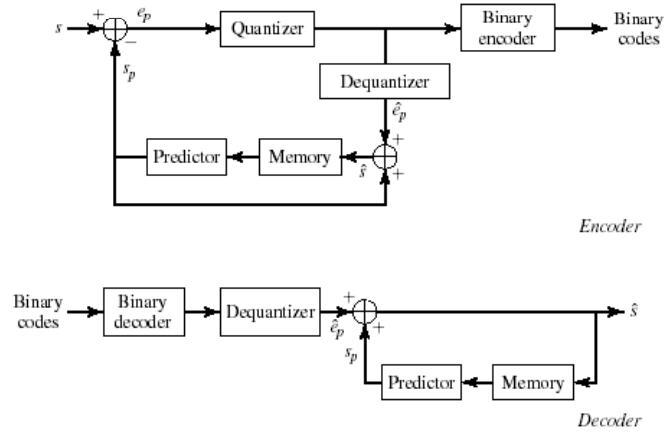 s
+
−
e_p
Quantizer
Binary
encoder
Binary
codes
s_p
Dequantizer
ê_p
+
Predictor
Memory
ŝ
+
Encoder
Binary
codes
Binary
decoder
Dequantizer
+
ê_p
+
ŝ
s_p
Predictor
Memory
Decoder